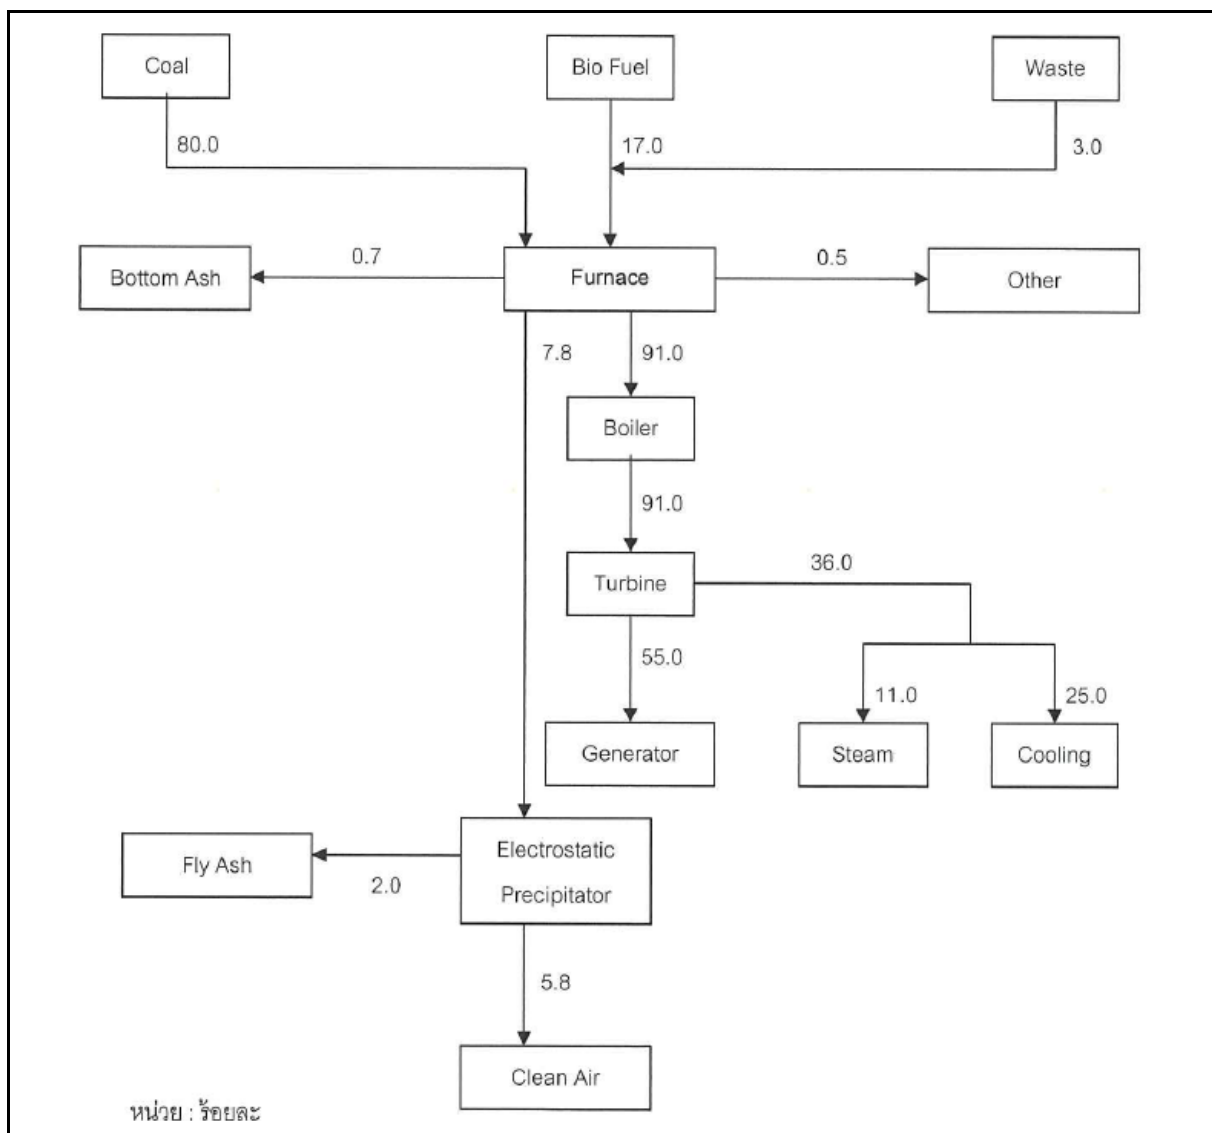 Coal
Bio Fuel
Waste
80.0
17.0
3.0
Bottom Ash
0.7
Furnace
0.5
Other
7.8
91.0
Boiler
91.0
Turbine
36.0
55.0
11.0
25.0
Generator
Steam
Cooling
Fly Ash
2.0
Electrostatic
Precipitator
5.8
Clean Air
หน่วย : ร้อยละ